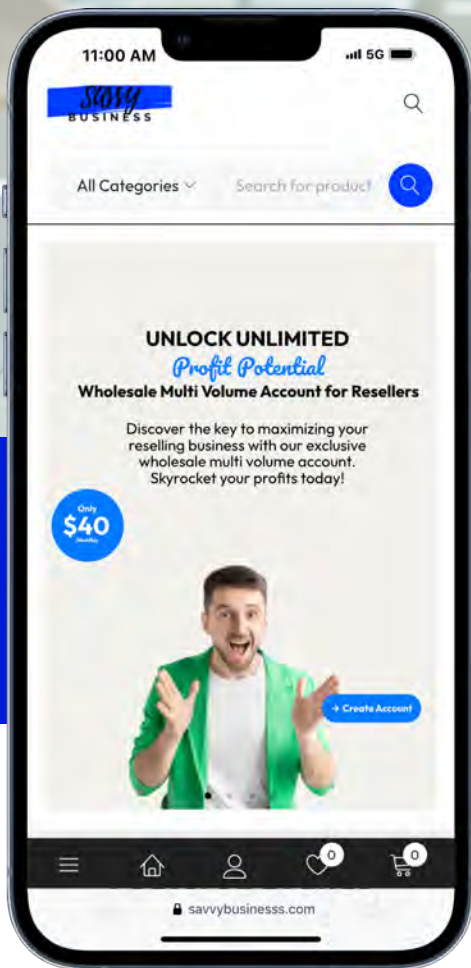 11:00 AM
5G
Savvy
BUSINESS
All Categories
Search for product
UNLOCK UNLIMITED
Profit Potential
Wholesale Multi Volume Account for Resellers
Discover the key to maximizing your
reselling business with our exclusive
wholesale multi volume account.
Skyrocket your profits today!
Only
$40
/Monthly
→ Create Account
0
0
savvybusinesss.com